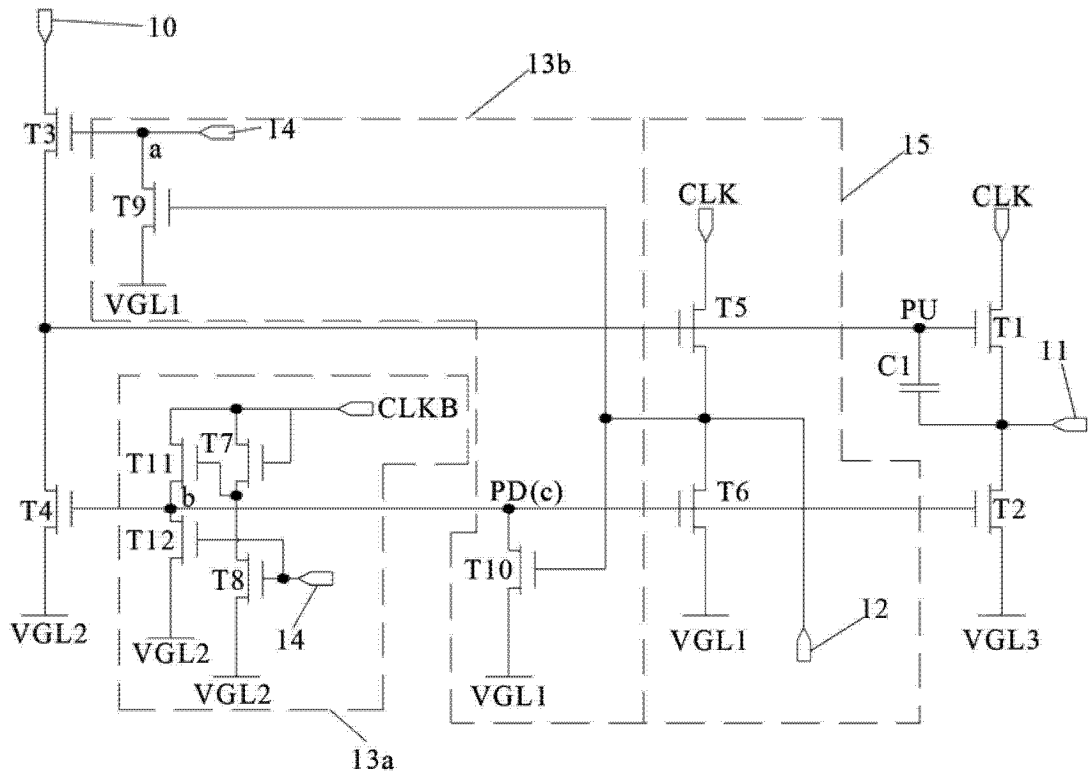 10
13b
T3
14
a
15
T9
CLK
CLK
VGL1
T5
PU
T1
C1
11
CLKB
T11
T7
b
PD(c)
T6
T4
T2
T12
T8
T10
14
12
VGL2
VGL2
VGL1
VGL3
VGL2
VGL1
13a